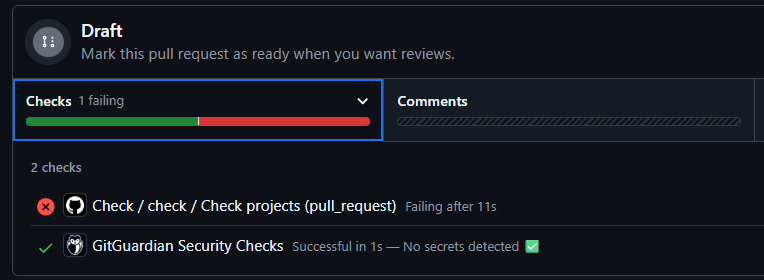 Draft
Mark this pull request as ready when you want reviews.
Checks 1 failing
Comments
2 checks
Check / check / Check projects (pull_request) Failing after 11s
GitGuardian Security Checks Successful in 1s — No secrets detected ✅